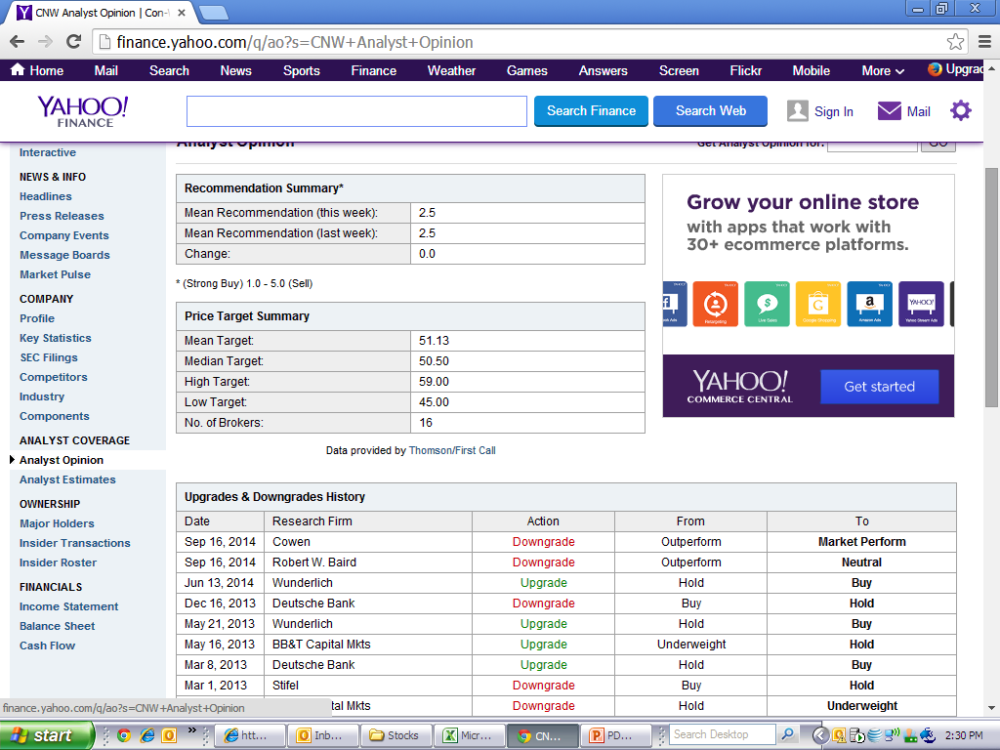 CNW Analyst Opinion | Con-
finance.yahoo.com/q/ao?s=CNW+Analyst+Opinion
Home Mail Search News Sports Finance Weather Games Answers Screen Flickr Mobile More Upgrad
YAHOO!
FINANCE
Search Finance Search Web Sign In Mail
Analyst Opinion Get Analyst Opinion for: GO
Interactive
NEWS & INFO
Headlines
Press Releases
Company Events
Message Boards
Market Pulse
COMPANY
Profile
Key Statistics
SEC Filings
Competitors
Industry
Components
ANALYST COVERAGE
Analyst Opinion
Analyst Estimates
OWNERSHIP
Major Holders
Insider Transactions
Insider Roster
FINANCIALS
Income Statement
Balance Sheet
Cash Flow
Recommendation Summary*
Mean Recommendation (this week): 2.5
Mean Recommendation (last week): 2.5
Change: 0.0
* (Strong Buy) 1.0 - 5.0 (Sell)
Price Target Summary
Mean Target: 51.13
Median Target: 50.50
High Target: 59.00
Low Target: 45.00
No. of Brokers: 16
Data provided by Thomson/First Call
Grow your online store
with apps that work with
30+ ecommerce platforms.
YAHOO!
Retargeting Live Sales Google Shopping Amazon Ads Yahoo Stream Ads
YAHOO!
COMMERCE CENTRAL
Get started
Upgrades & Downgrades History
Date Research Firm Action From To
Sep 16, 2014 Cowen Downgrade Outperform Market Perform
Sep 16, 2014 Robert W. Baird Downgrade Outperform Neutral
Jun 13, 2014 Wunderlich Upgrade Hold Buy
Dec 16, 2013 Deutsche Bank Downgrade Buy Hold
May 21, 2013 Wunderlich Upgrade Hold Buy
May 16, 2013 BB&T Capital Mkts Upgrade Underweight Hold
Mar 8, 2013 Deutsche Bank Upgrade Hold Buy
Mar 1, 2013 Stifel Downgrade Buy Hold
tal Mkts Downgrade Hold Underweight
finance.yahoo.com/q/ao?s=CNW+Analyst+Opinion
start htt... Inb... Stocks Micr... CN... PD... Search Desktop 2:30 PM